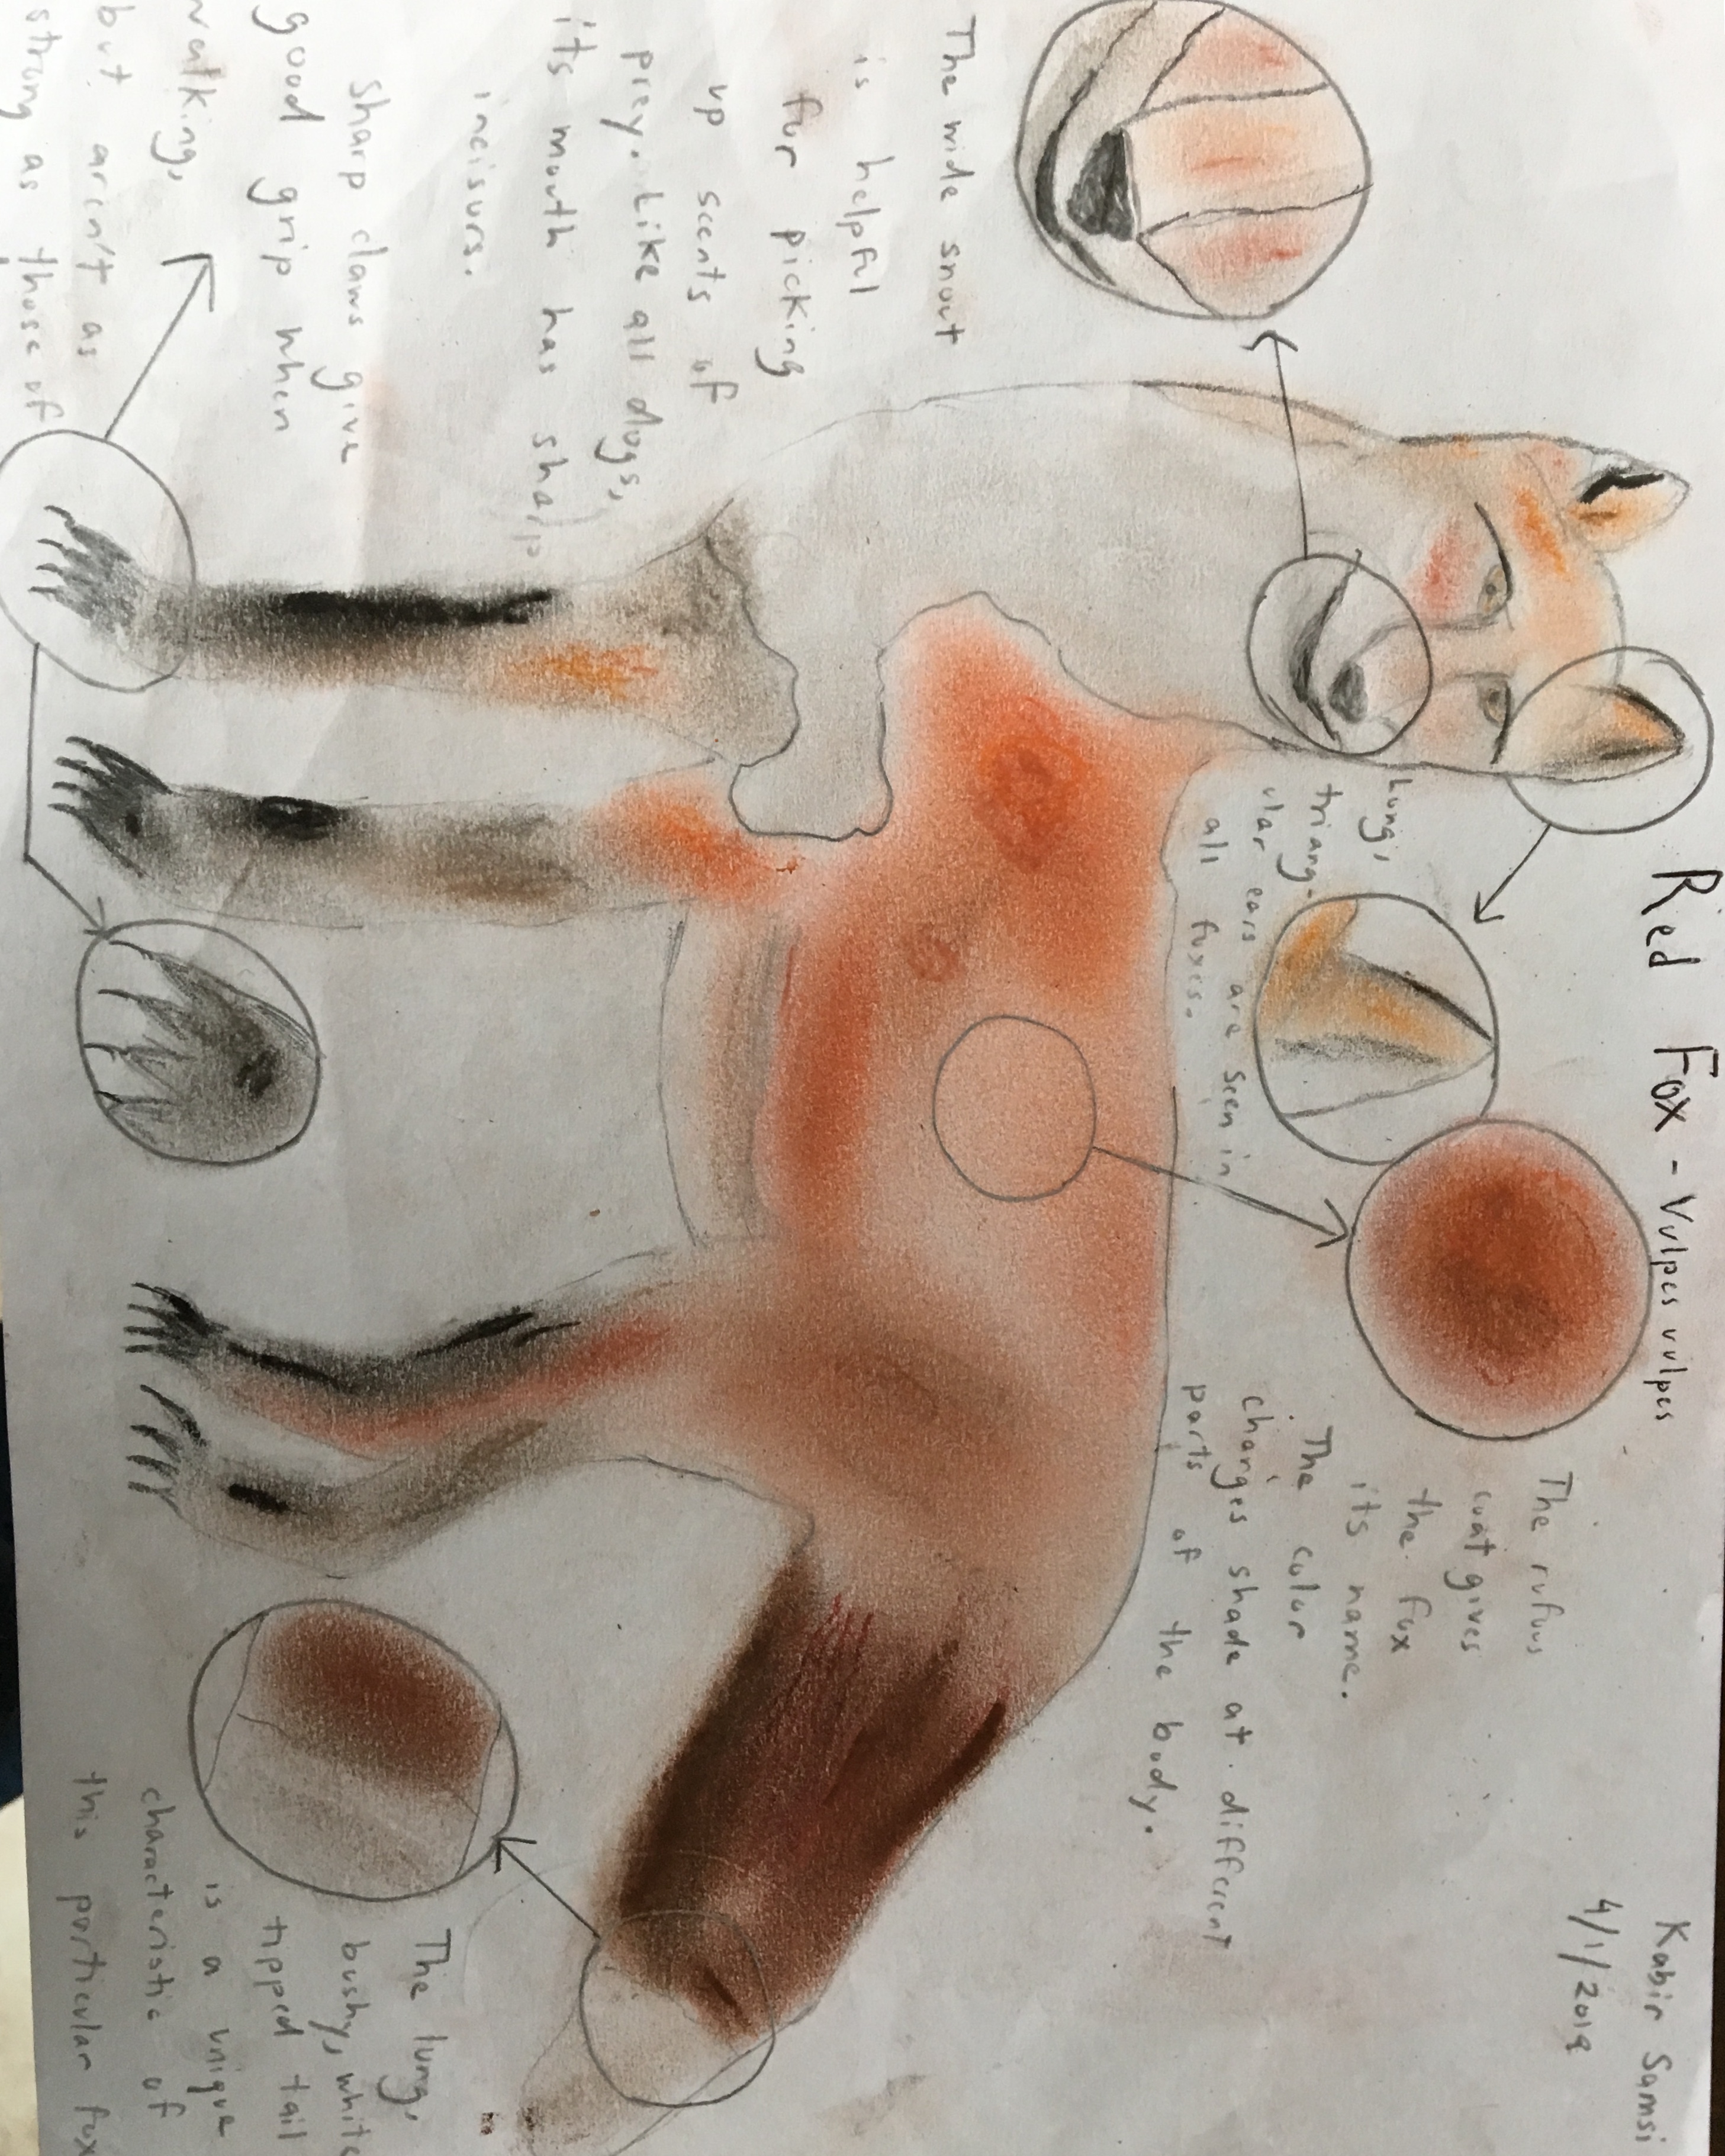 Red Fox - Vulpes vulpes
Kabir Samsi
4/1/2019
The wide snout
is helpful
for picking
up scents of
prey. Like all dogs,
its mouth has sharp
incisors.
Sharp claws give
good grip when
walking,
but aren't as
strong as those of
Long,
triang-
ular ears are seen in
all foxes.
The rufous
coat gives
the fox
its name.
The color
changes shade at different
parts of the body.
The long,
bushy, white
tipped tail
is a unique
characteristic of
this particular fox